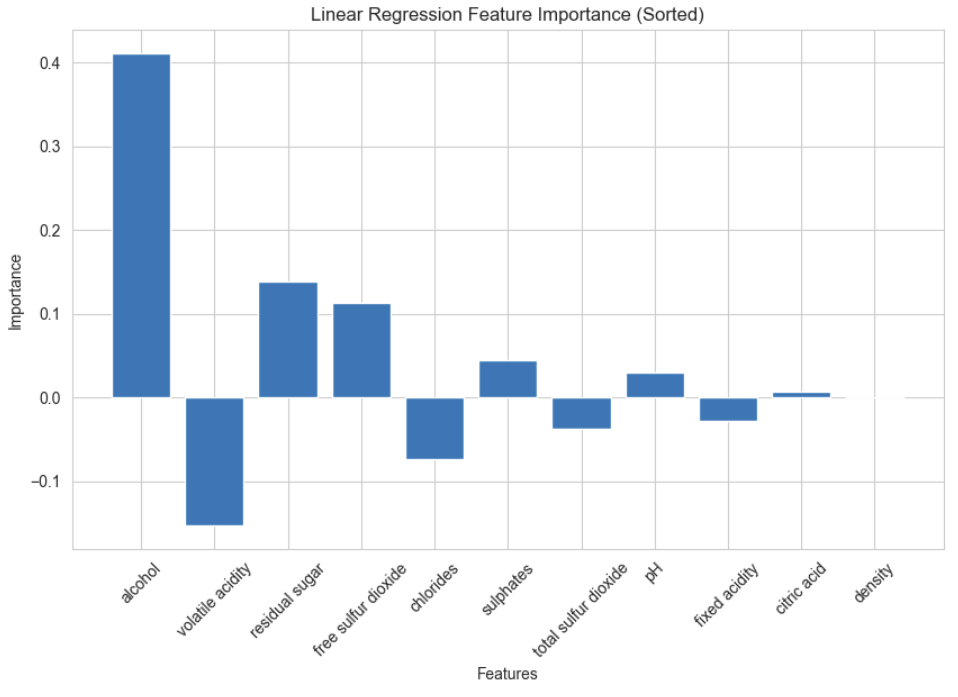 Linear Regression Feature Importance (Sorted)
0.4
0.3
0.2
0.1
0.0
−0.1
Importance
alcohol
volatile acidity
residual sugar
free sulfur dioxide
chlorides
sulphates
total sulfur dioxide
pH
fixed acidity
citric acid
density
Features